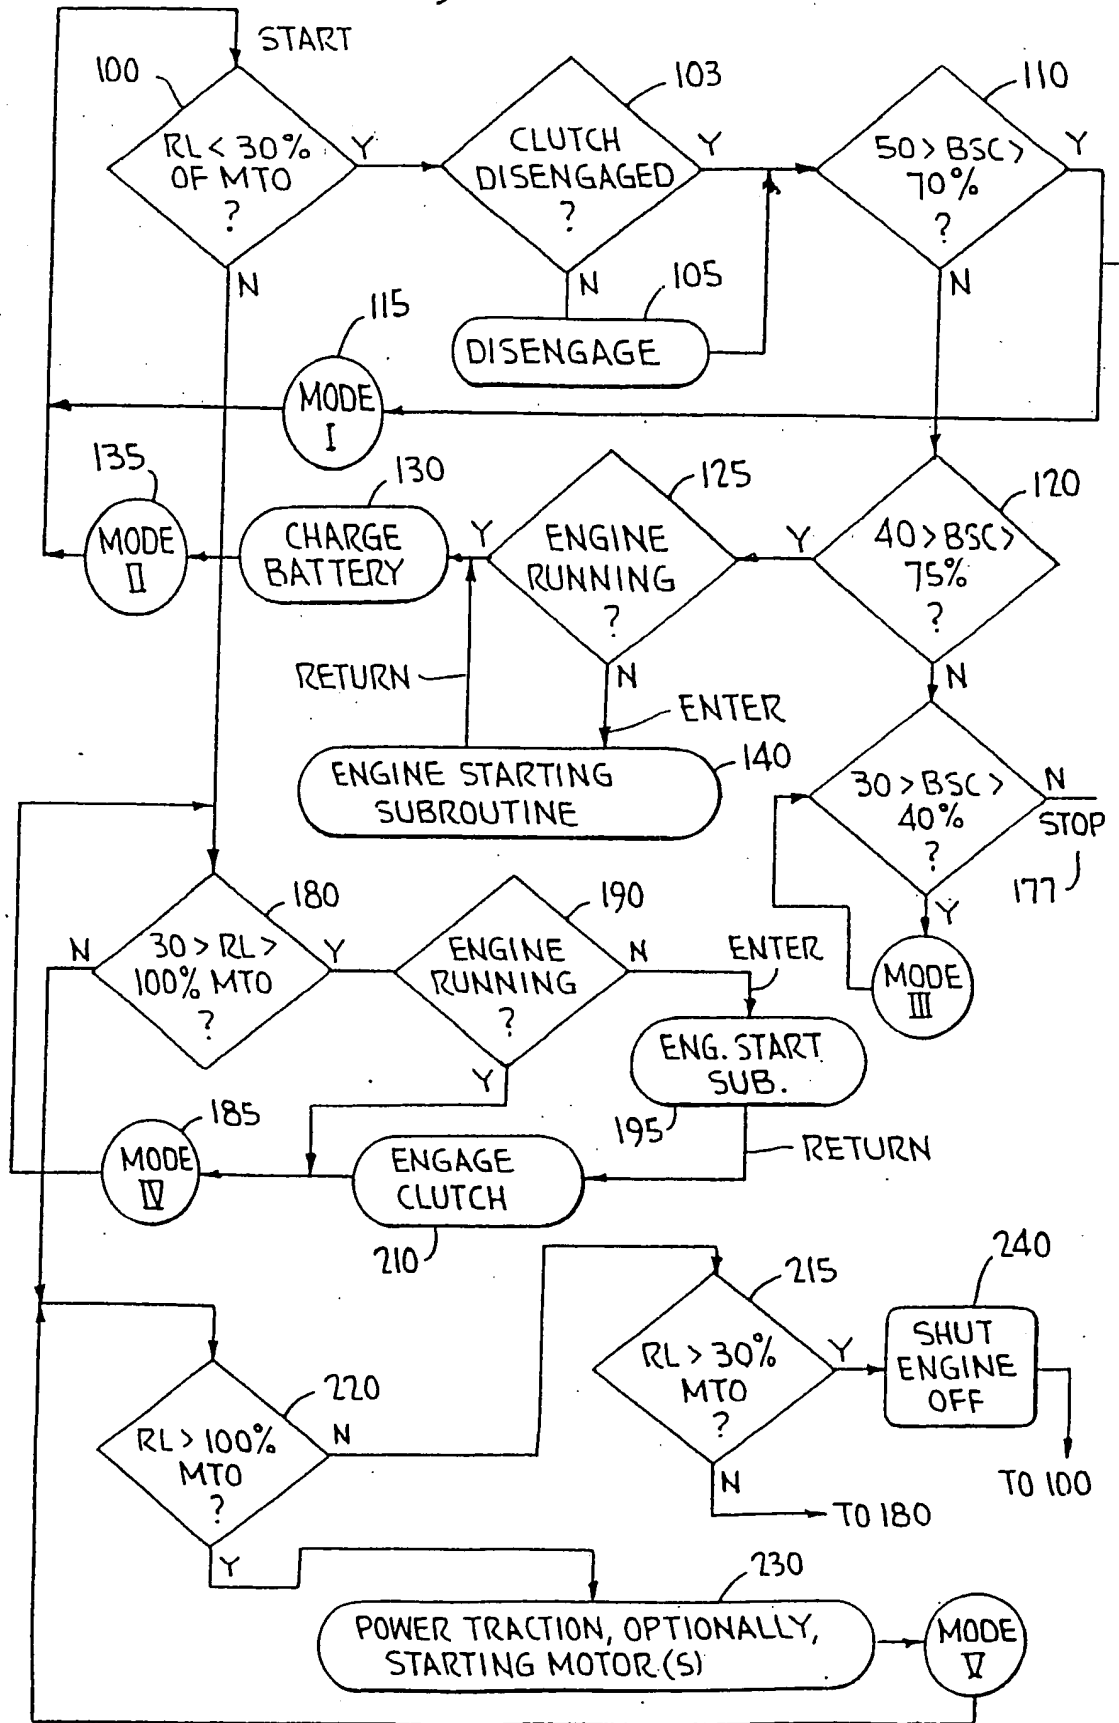 START
100
RL < 30%
OF MTO
?
Y
N
103
CLUTCH
DISENGAGED
?
Y
N
105
DISENGAGE
110
50 > BSC >
70%
?
Y
N
115
MODE
I
135
MODE
II
130
CHARGE
BATTERY
Y
125
ENGINE
RUNNING
?
N
Y
120
40 > BSC >
75%
?
N
RETURN
ENTER
140
ENGINE STARTING
SUBROUTINE
30 > BSC >
40%
?
N
STOP
177
Y
MODE
III
180
N
30 > RL >
100% MTO
?
Y
190
ENGINE
RUNNING
?
N
Y
ENTER
ENG. START
SUB.
195
RETURN
185
MODE
IV
ENGAGE
CLUTCH
210
215
RL > 30%
MTO
?
Y
N
TO 180
240
SHUT
ENGINE
OFF
TO 100
220
RL > 100%
MTO
?
N
Y
230
POWER TRACTION, OPTIONALLY,
STARTING MOTOR(S)
MODE
V